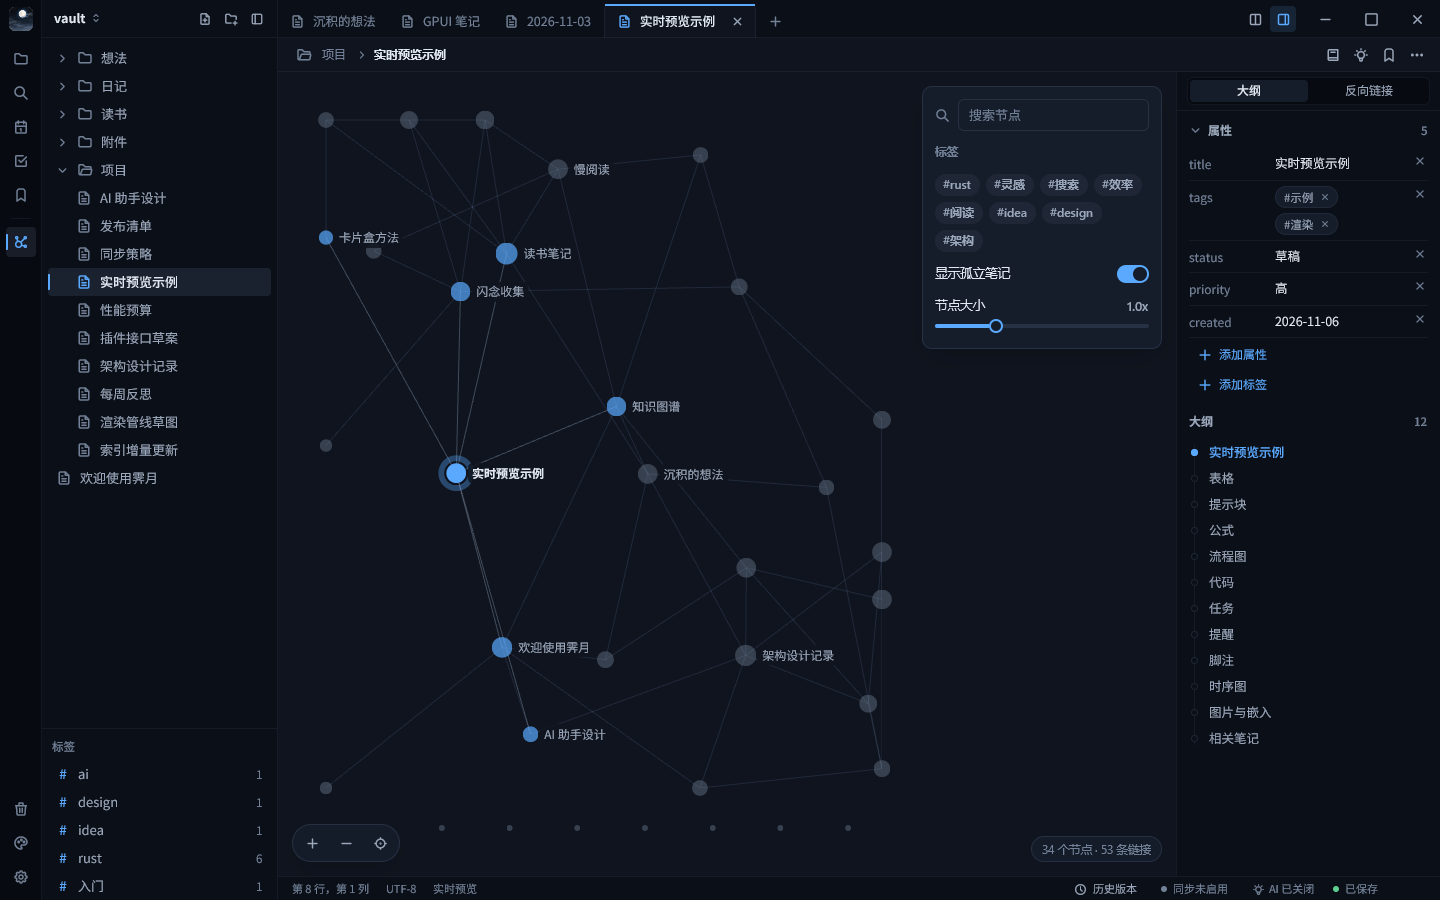 vault
沉积的想法
GPUI 笔记
2026-11-03
实时预览示例
项目
实时预览示例
想法
日记
读书
附件
项目
AI 助手设计
发布清单
同步策略
实时预览示例
性能预算
插件接口草案
架构设计记录
每周反思
渲染管线草图
索引增量更新
欢迎使用霁月
标签
# ai 1
# design 1
# idea 1
# rust 6
# 入门 1
慢阅读
卡片盒方法
读书笔记
闪念收集
知识图谱
实时预览示例
沉积的想法
欢迎使用霁月
架构设计记录
AI 助手设计
搜索节点
标签
#rust #灵感 #搜索 #效率
#阅读 #idea #design
#架构
显示孤立笔记
节点大小 1.0x
34 个节点 · 53 条链接
大纲 反向链接
属性 5
title 实时预览示例
tags #示例
#渲染
status 草稿
priority 高
created 2026-11-06
添加属性
添加标签
大纲 12
实时预览示例
表格
提示块
公式
流程图
代码
任务
提醒
脚注
时序图
图片与嵌入
相关笔记
第 8 行，第 1 列 UTF-8 实时预览
历史版本 同步未启用 AI 已关闭 已保存